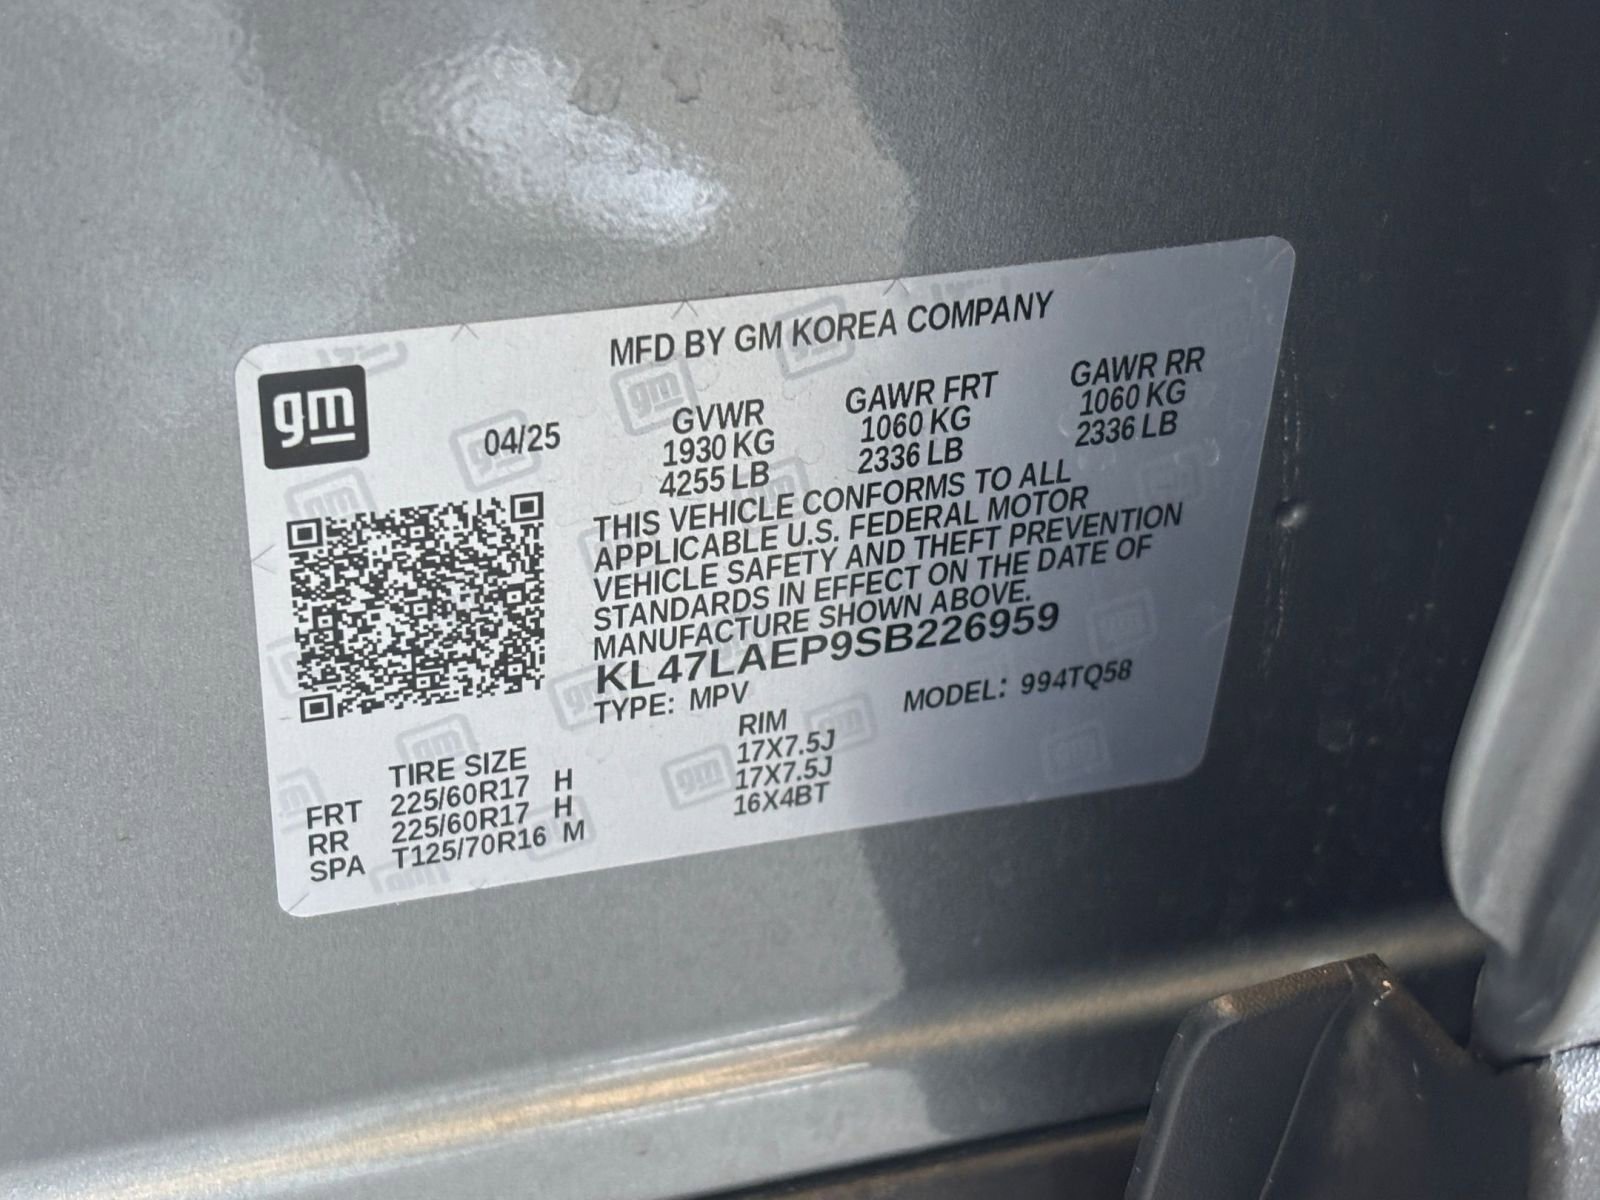 MFD BY GM KOREA COMPANY
gm
04/25
GVWR GAWR FRT GAWR RR
1930 KG 1060 KG 1060 KG
4255 LB 2336 LB 2336 LB
THIS VEHICLE CONFORMS TO ALL
APPLICABLE U.S. FEDERAL MOTOR
VEHICLE SAFETY AND THEFT PREVENTION
STANDARDS IN EFFECT ON THE DATE OF
MANUFACTURE SHOWN ABOVE.
KL47LAEP9SB226959
TYPE: MPV MODEL: 994TQ58
TIRE SIZE RIM
FRT 225/60R17 H 17X7.5J
RR 225/60R17 H 17X7.5J
SPA T125/70R16 M 16X4BT